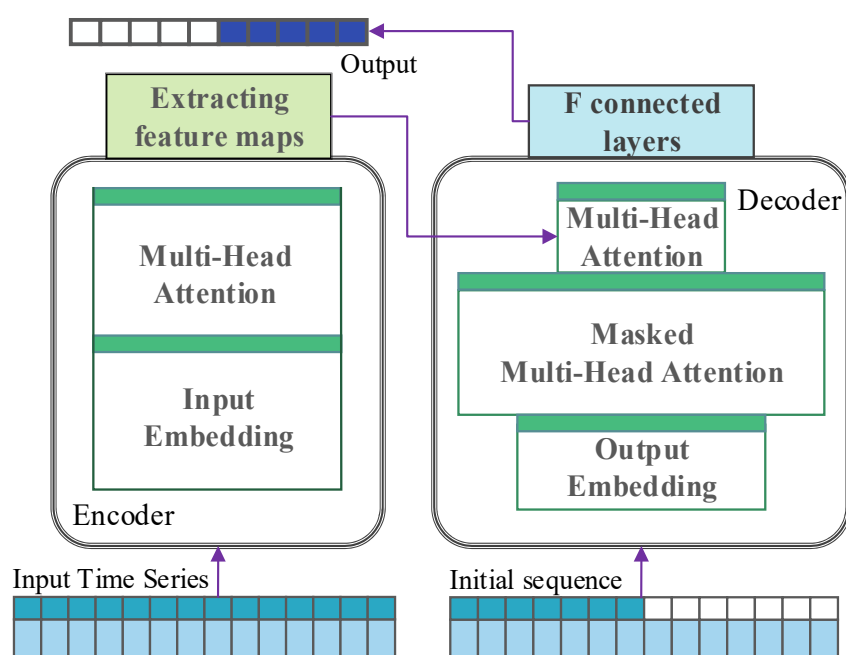 Output
Extracting
feature maps
F connected
layers
Multi-Head
Attention
Input
Embedding
Encoder
Decoder
Multi-Head
Attention
Masked
Multi-Head Attention
Output
Embedding
Input Time Series
Initial sequence